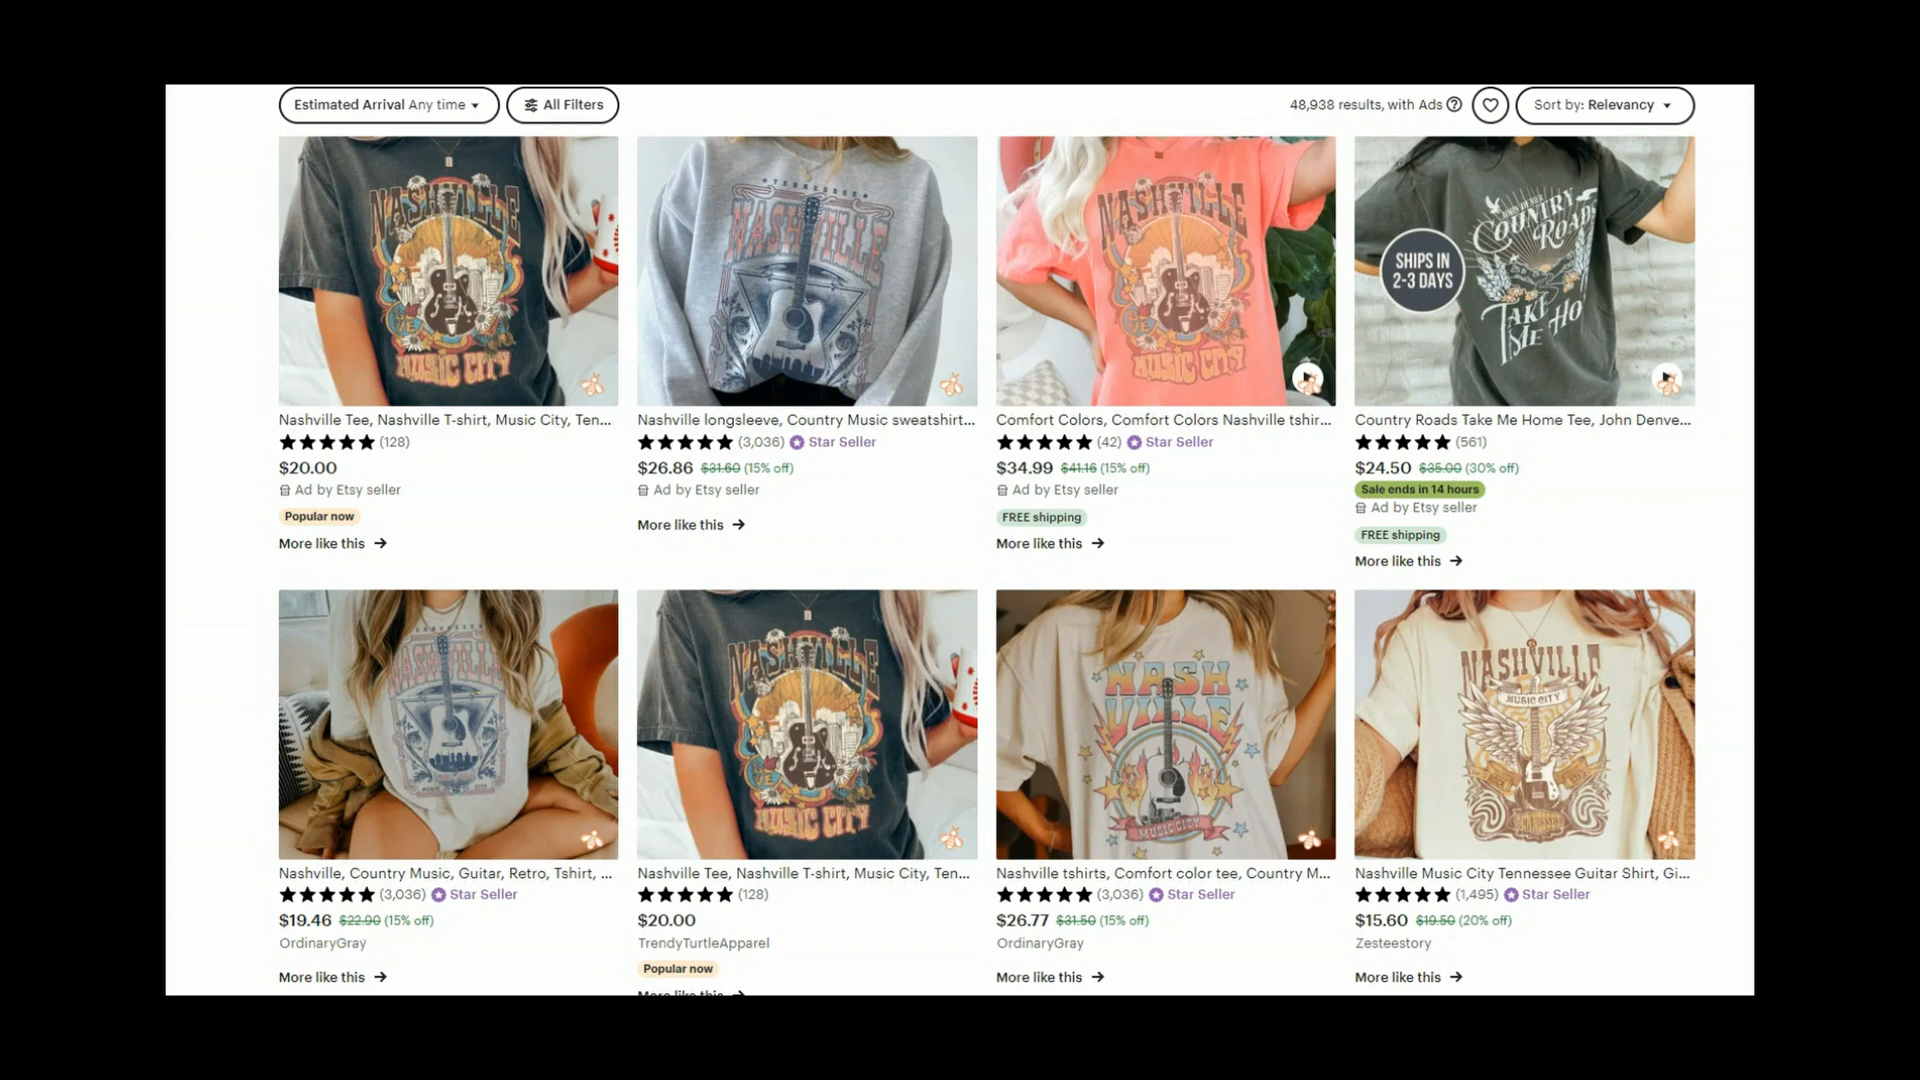 Estimated Arrival Any time
All Filters
48,938 results, with Ads
Sort by: Relevancy
NASHVILLE
MUSIC CITY
TENNESSEE
NASHVILLE
NASHVILLE
MUSIC CITY
COUNTRY
ROADS
TAKE
ME HO
SHIPS IN
2-3 DAYS
Nashville Tee, Nashville T-shirt, Music City, Ten...
(128)
$20.00
Ad by Etsy seller
Popular now
More like this
Nashville longsleeve, Country Music sweatshirt...
(3,036) Star Seller
$26.86 $31.60 (15% off)
Ad by Etsy seller
More like this
Comfort Colors, Comfort Colors Nashville tshir...
(42) Star Seller
$34.99 $41.16 (15% off)
Ad by Etsy seller
FREE shipping
More like this
Country Roads Take Me Home Tee, John Denve...
(561)
$24.50 $35.00 (30% off)
Sale ends in 14 hours
Ad by Etsy seller
FREE shipping
More like this
NASHVILLE
MUSIC CITY
NASHVILLE
MUSIC CITY
NASH
VILLE
MUSIC CITY
NASHVILLE
MUSIC CITY
Nashville, Country Music, Guitar, Retro, Tshirt, ...
(3,036) Star Seller
$19.46 $22.90 (15% off)
OrdinaryGray
More like this
Nashville Tee, Nashville T-shirt, Music City, Ten...
(128)
$20.00
TrendyTurtleApparel
Popular now
More like this
Nashville tshirts, Comfort color tee, Country M...
(3,036) Star Seller
$26.77 $31.50 (15% off)
OrdinaryGray
More like this
Nashville Music City Tennessee Guitar Shirt, Gi...
(1,495) Star Seller
$15.60 $19.50 (20% off)
Zesteestory
More like this